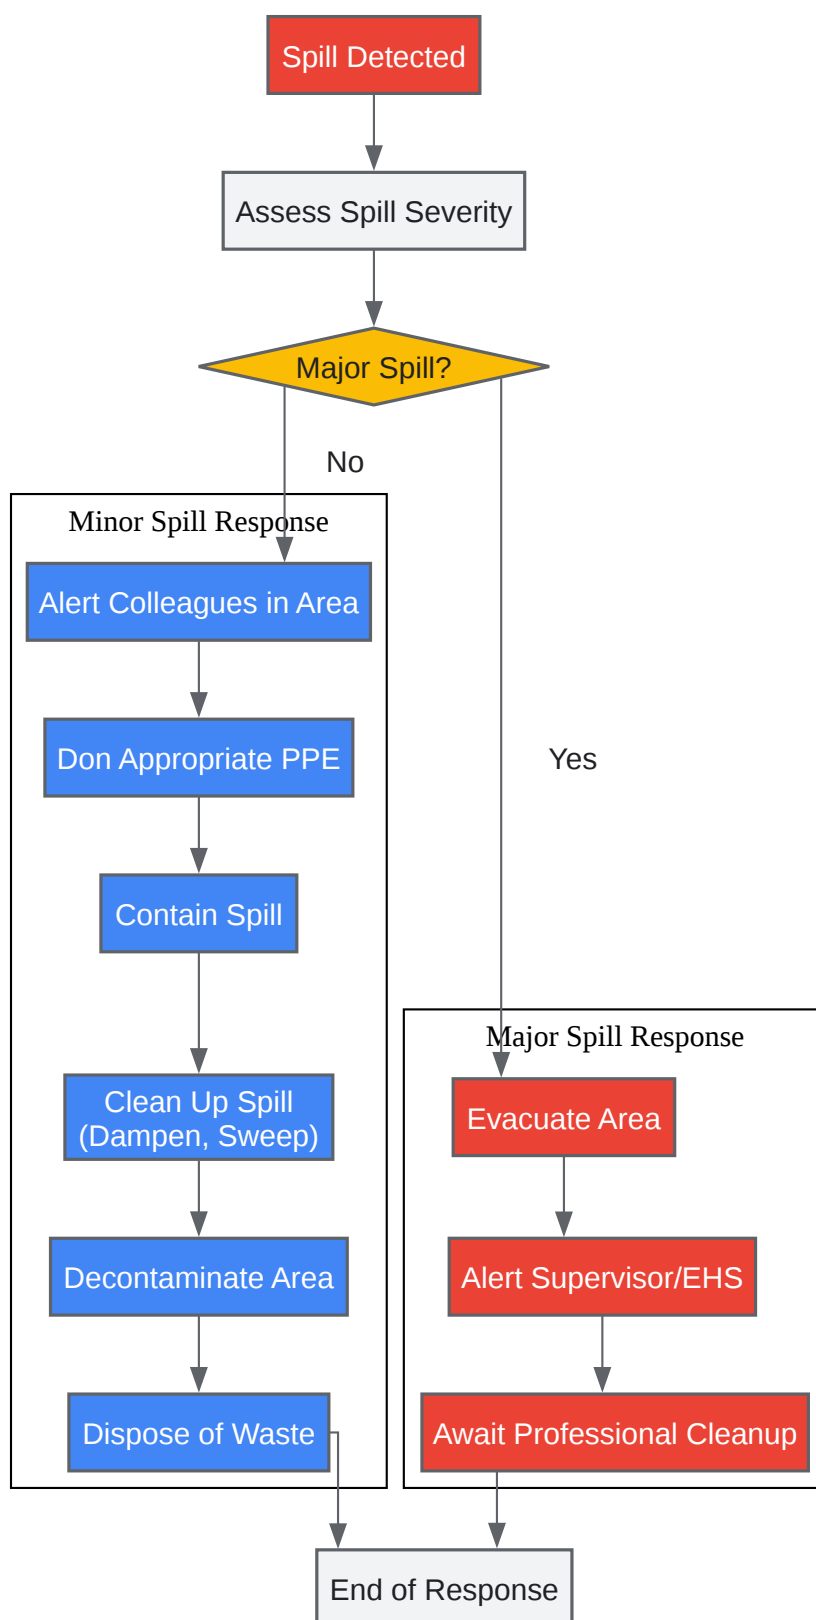 Spill Detected
Assess Spill Severity
Major Spill?
No
Minor Spill Response
Alert Colleagues in Area
Don Appropriate PPE
Yes
Contain Spill
Major Spill Response
Clean Up Spill
(Dampen, Sweep)
Evacuate Area
Decontaminate Area
Alert Supervisor/EHS
Dispose of Waste
Await Professional Cleanup
End of Response